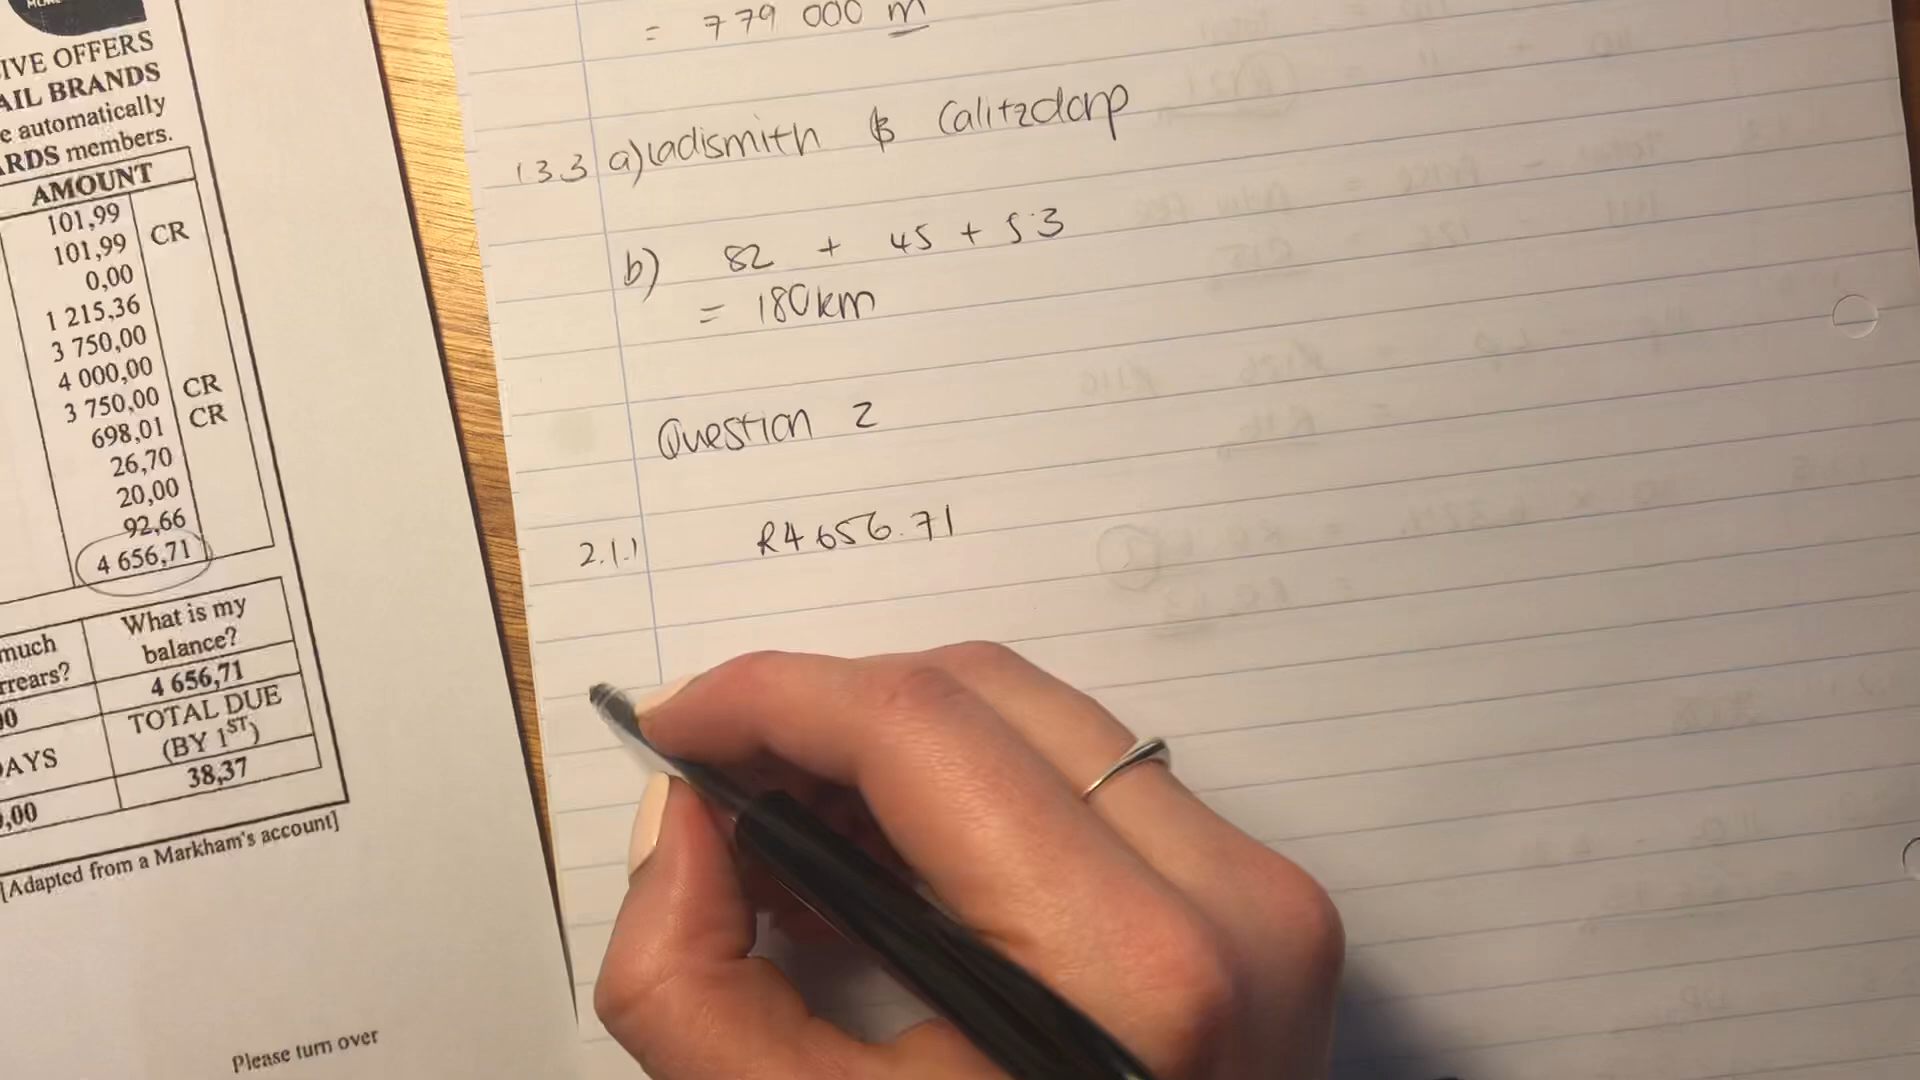 IVE OFFERS
AIL BRANDS
e automatically
ARDS members.
AMOUNT
101,99
101,99 CR
0,00
1 215,36
3 750,00
4 000,00
3 750,00 CR
698,01 CR
26,70
20,00
92,66
4 656,71
much
rrears?
What is my
balance?
4 656,71
00
TOTAL DUE
(BY 1ST)
AYS
38,37
,00
[Adapted from a Markham's account]
Please turn over
= 779 000 m
1 3.3 a) Ladismith & Calitzdorp
b) 82 + 45 + 53
= 180km
Question 2
2.1.1 R4 656.71